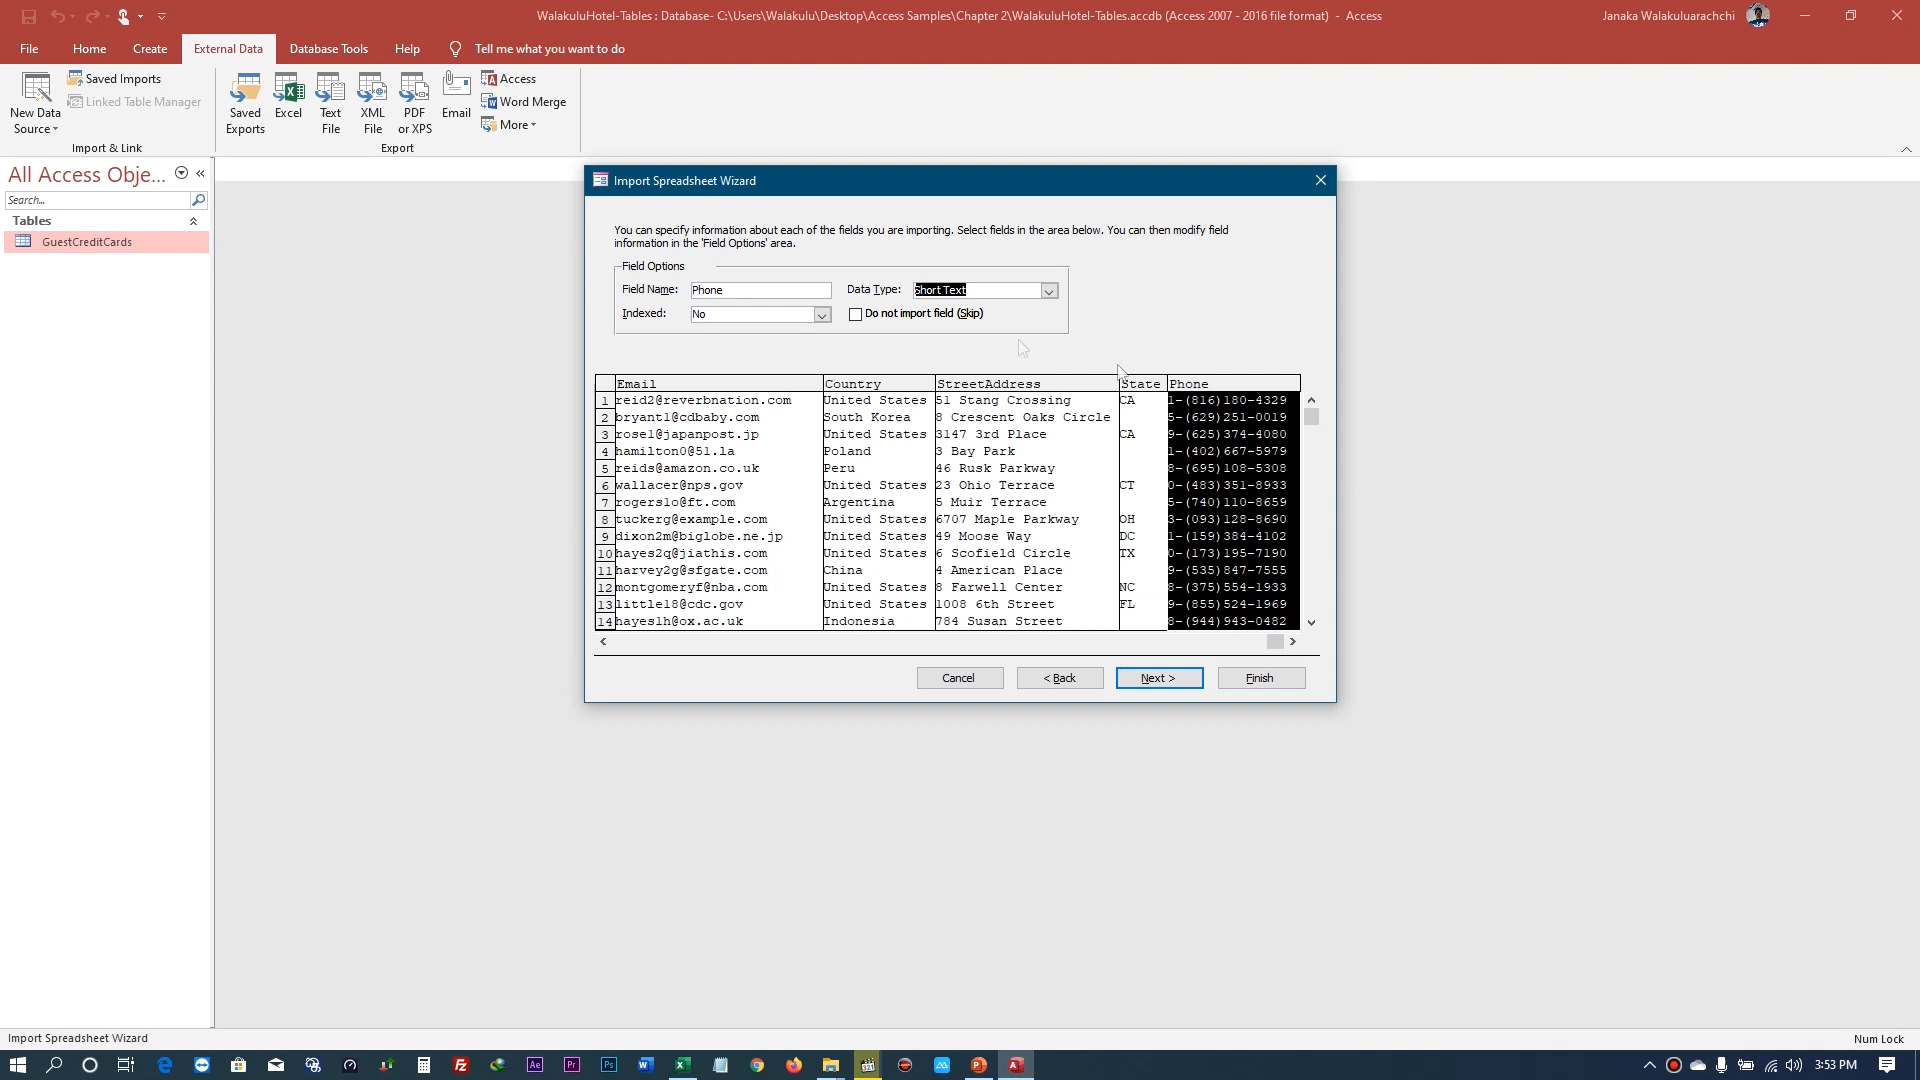 WalakuluHotel-Tables : Database- C:\Users\Walakulu\Desktop\Access Samples\Chapter 2\WalakuluHotel-Tables.accdb (Access 2007 - 2016 file format) - Access
Janaka Walakuluarachchi
File Home Create External Data Database Tools Help Tell me what you want to do
New Data Source
Saved Imports
Linked Table Manager
Import & Link
Saved Exports
Excel
Text File
XML File
PDF or XPS
Email
Access
Word Merge
More
Export
All Access Obje...
Search...
Tables
GuestCreditCards
Import Spreadsheet Wizard
You can specify information about each of the fields you are importing. Select fields in the area below. You can then modify field
information in the 'Field Options' area.
Field Options
Field Name: Phone Data Type: Short Text
Indexed: No Do not import field (Skip)
Email Country StreetAddress State Phone
1 reid2@reverbnation.com United States 51 Stang Crossing CA 1-(816)180-4329
2 bryant1@cdbaby.com South Korea 8 Crescent Oaks Circle 5-(629)251-0019
3 rosel@japanpost.jp United States 3147 3rd Place CA 9-(625)374-4080
4 hamilton0@51.la Poland 3 Bay Park 1-(402)667-5979
5 reids@amazon.co.uk Peru 46 Rusk Parkway 8-(695)108-5308
6 wallacer@nps.gov United States 23 Ohio Terrace CT 0-(483)351-8933
7 rogers1o@ft.com Argentina 5 Muir Terrace 5-(740)110-8659
8 tuckerg@example.com United States 6707 Maple Parkway OH 3-(093)128-8690
9 dixon2m@biglobe.ne.jp United States 49 Moose Way DC 1-(159)384-4102
10 hayes2q@jiathis.com United States 6 Scofield Circle TX 0-(173)195-7190
11 harvey2g@sfgate.com China 4 American Place 9-(535)847-7555
12 montgomeryf@nba.com United States 8 Farwell Center NC 8-(375)554-1933
13 little18@cdc.gov United States 1008 6th Street FL 9-(855)524-1969
14 hayes1h@ox.ac.uk Indonesia 784 Susan Street 8-(944)943-0482
Cancel < Back Next > Finish
Import Spreadsheet Wizard
Num Lock
3:53 PM